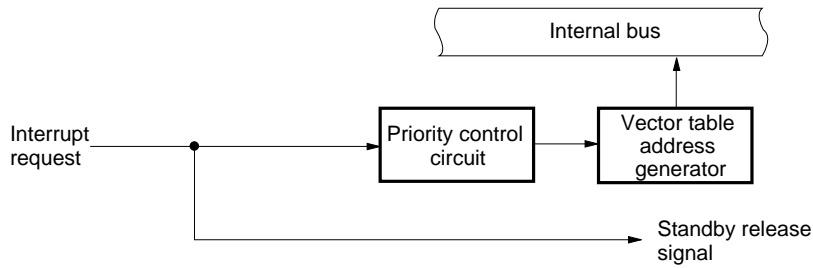 Internal bus
Interrupt
request
Priority control
circuit
Vector table
address
generator
Standby release
signal